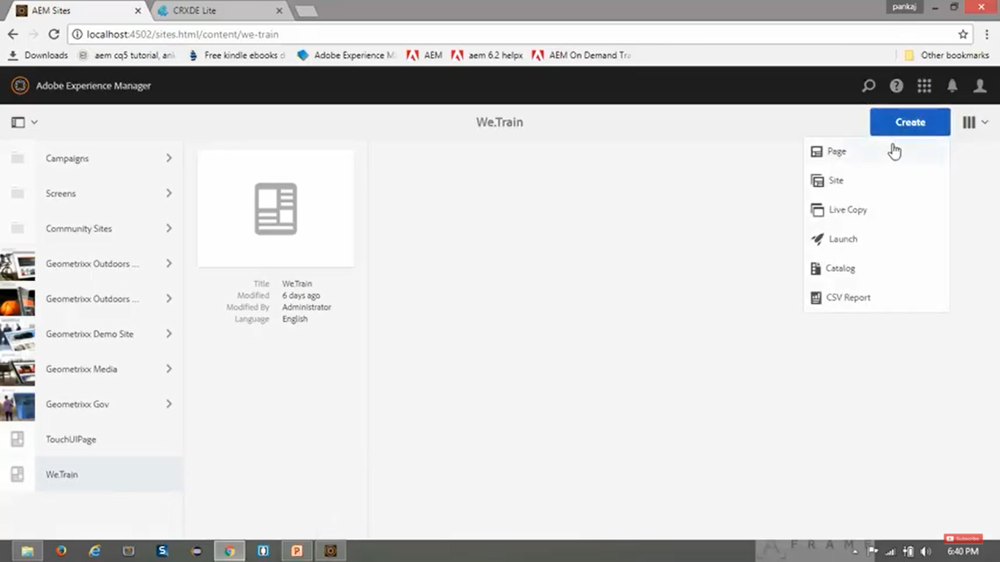 AEM Sites
CRXDE Lite
pankaj
localhost:4502/sites.html/content/we-train
Downloads
aem cq5 tutorial, ank
Free kindle ebooks
Adobe Experience M
AEM
aem 6.2 helpx
AEM On Demand Tra
Other bookmarks
Adobe Experience Manager
We.Train
Create
Campaigns
Screens
Community Sites
Geometrixx Outdoors ...
Geometrixx Outdoors ...
Geometrixx Demo Site
Geometrixx Media
Geometrixx Gov
TouchUIPage
We.Train
Title We.Train
Modified 6 days ago
Modified By Administrator
Language English
Page
Site
Live Copy
Launch
Catalog
CSV Report
Subscribe
A FRAME
6:40 PM